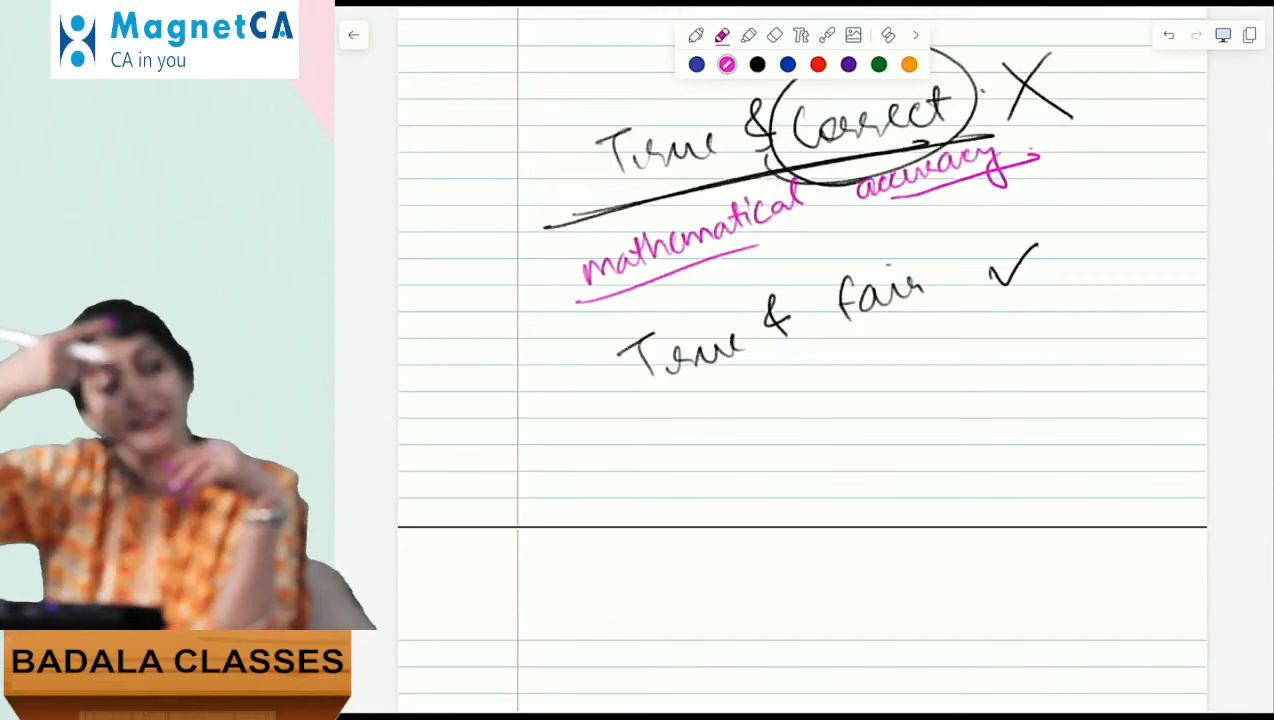 MagnetCA
CA in you
True & Correct X
mathematical accuracy
True & fair ✓
BADALA CLASSES